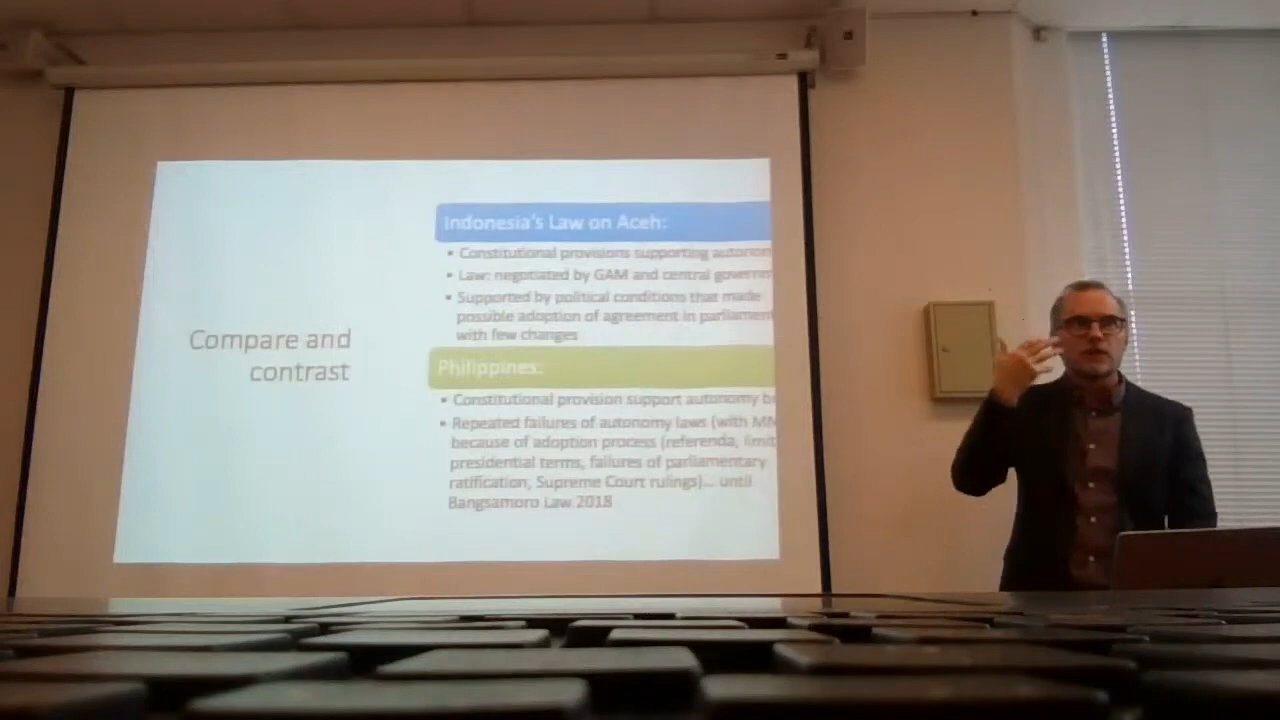 Compare and
contrast
Indonesia's Law on Aceh:
• Constitutional provisions supporting
• Law: negotiated by GAM and central
• Supported by political conditions that made
possible adoption of agreement in
with few changes
Philippines:
• Constitutional provision support autonomy
• Repeated failures of autonomy laws (with
because of adoption process (referenda,
presidential terms, failures of parliamentary
ratification, Supreme Court rulings)... until
Bangsamoro Law 2018